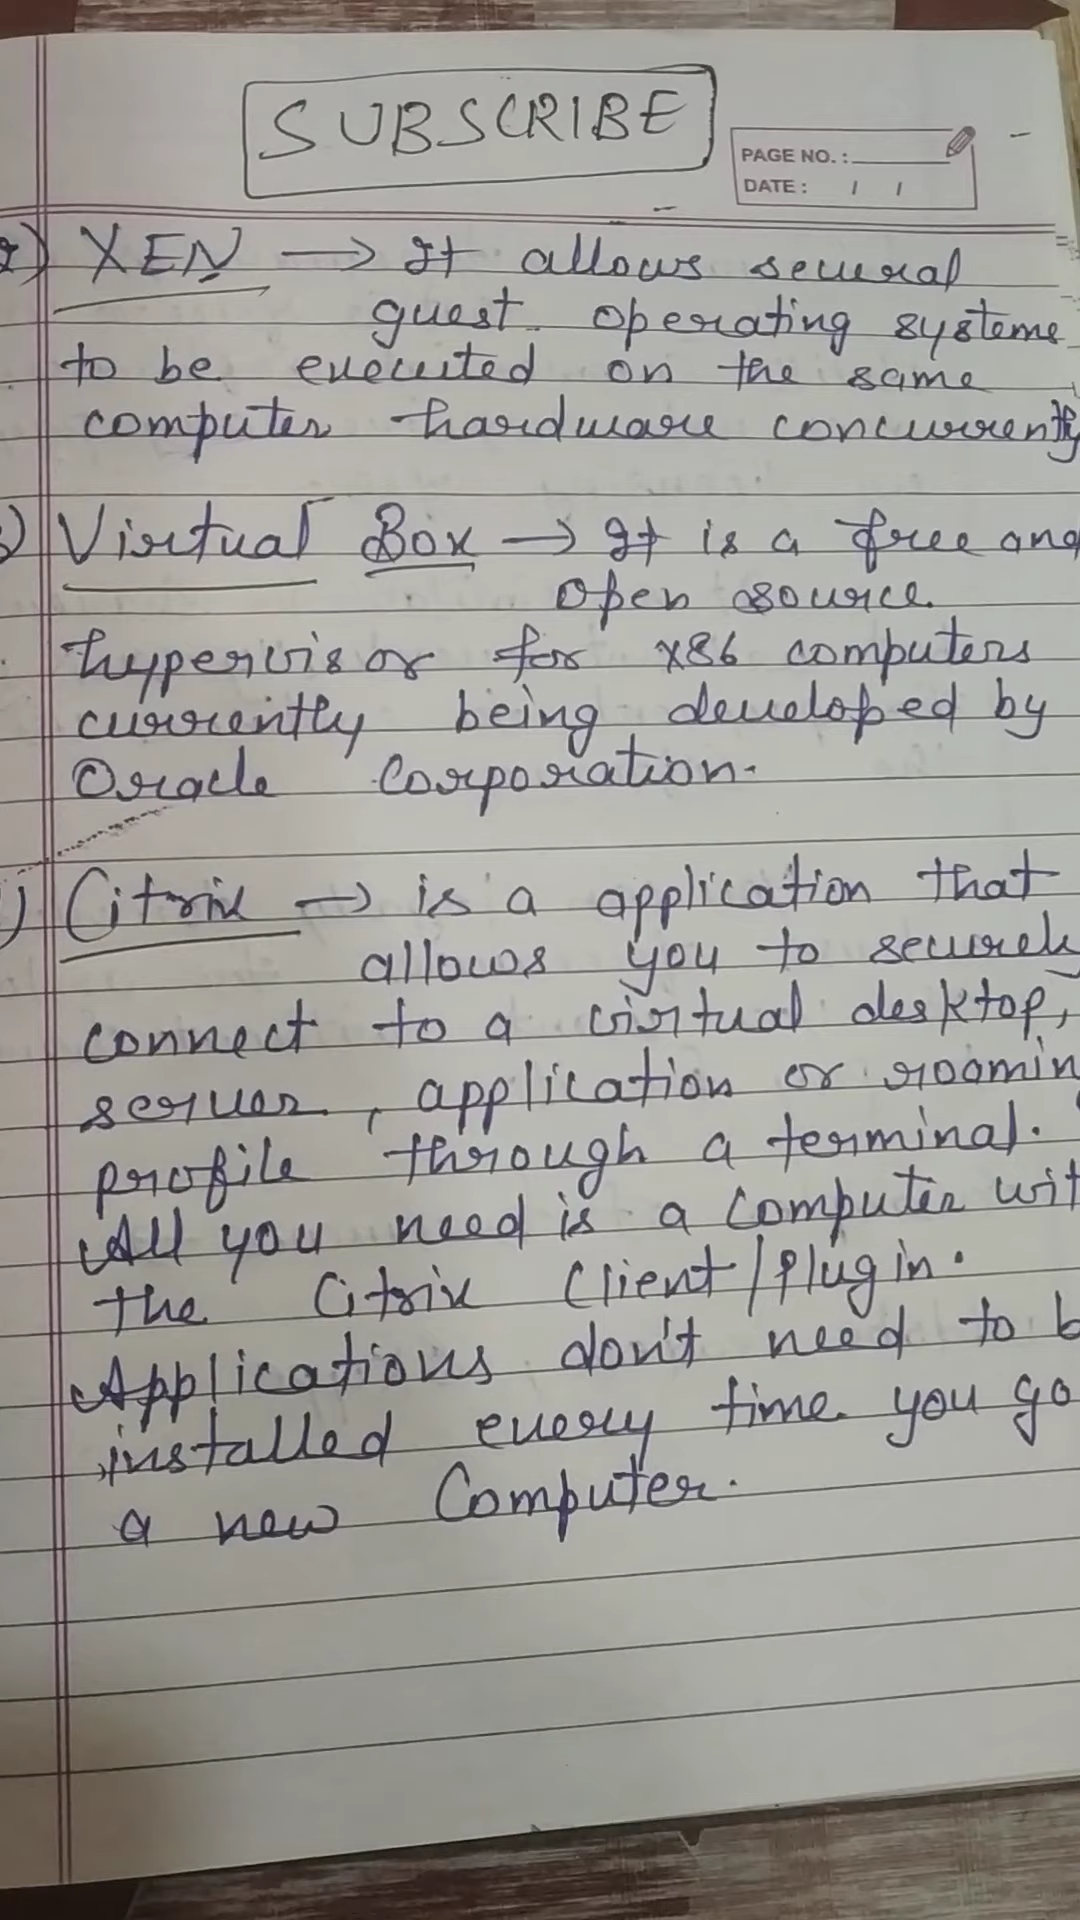 SUBSCRIBE
PAGE NO. :
DATE : / /
2) XEN → It allows several
guest operating systems
to be executed on the same
computer hardware concurrently
) Virtual Box → It is a free and
open source
hypervisor for x86 computers
currently being developed by
Oracle Corporation.
) Citrix → is a application that
allows you to securely
connect to a virtual desktop,
server, application or roamin
profile through a terminal.
All you need is a computer wit
the Citrix Client/Plugin.
Applications don't need to b
installed every time you go
a new Computer.